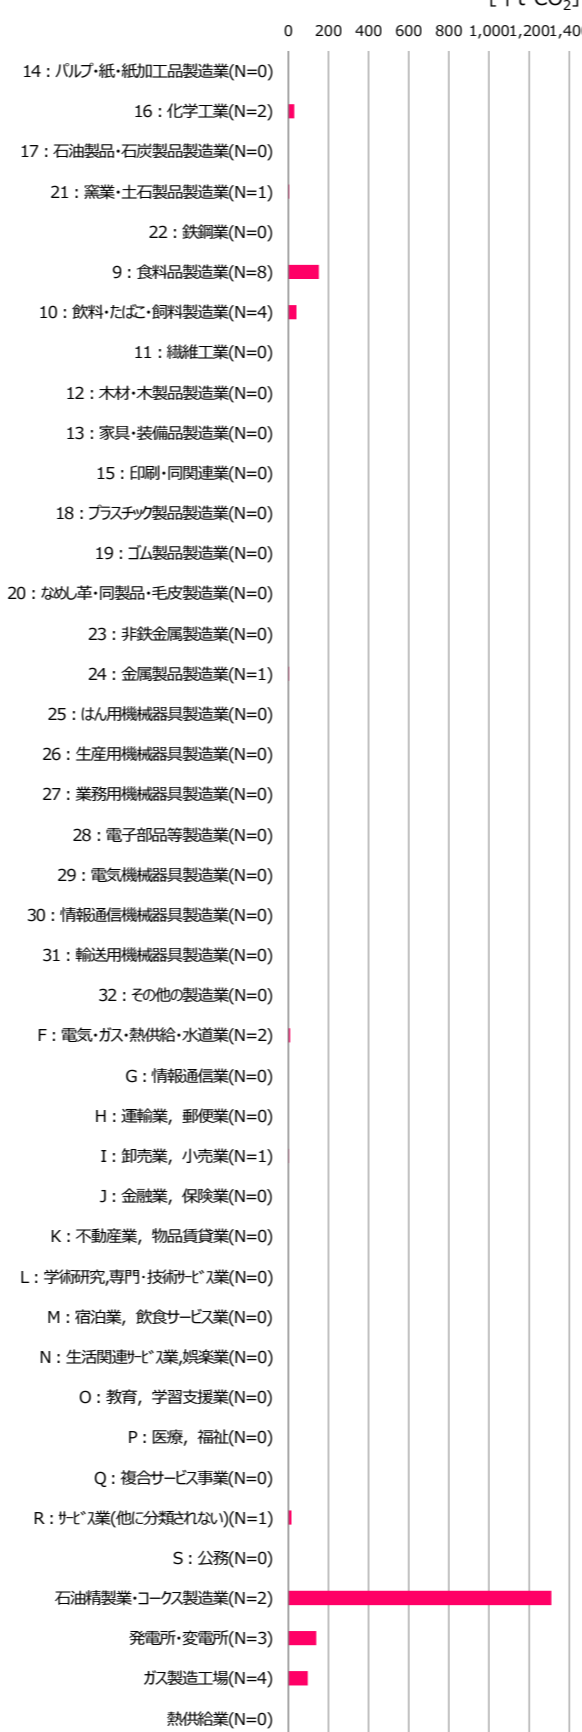 0 200 400 600 800 1,000 1,200 1,40
14：パルプ・紙・紙加工品製造業(N=0)
16：化学工業(N=2)
17：石油製品・石炭製品製造業(N=0)
21：窯業・土石製品製造業(N=1)
22：鉄鋼業(N=0)
9：食料品製造業(N=8)
10：飲料・たばこ・飼料製造業(N=4)
11：繊維工業(N=0)
12：木材・木製品製造業(N=0)
13：家具・装備品製造業(N=0)
15：印刷・同関連業(N=0)
18：プラスチック製品製造業(N=0)
19：ゴム製品製造業(N=0)
20：なめし革・同製品・毛皮製造業(N=0)
23：非鉄金属製造業(N=0)
24：金属製品製造業(N=1)
25：はん用機械器具製造業(N=0)
26：生産用機械器具製造業(N=0)
27：業務用機械器具製造業(N=0)
28：電子部品等製造業(N=0)
29：電気機械器具製造業(N=0)
30：情報通信機械器具製造業(N=0)
31：輸送用機械器具製造業(N=0)
32：その他の製造業(N=0)
F：電気・ガス・熱供給・水道業(N=2)
G：情報通信業(N=0)
H：運輸業，郵便業(N=0)
I：卸売業，小売業(N=1)
J：金融業，保険業(N=0)
K：不動産業，物品賃貸業(N=0)
L：学術研究,専門・技術ｻｰﾋﾞｽ業(N=0)
M：宿泊業，飲食サービス業(N=0)
N：生活関連ｻｰﾋﾞｽ業,娯楽業(N=0)
O：教育，学習支援業(N=0)
P：医療，福祉(N=0)
Q：複合サービス事業(N=0)
R：ｻｰﾋﾞｽ業(他に分類されない)(N=1)
S：公務(N=0)
石油精製業・コークス製造業(N=2)
発電所・変電所(N=3)
ガス製造工場(N=4)
熱供給業(N=0)